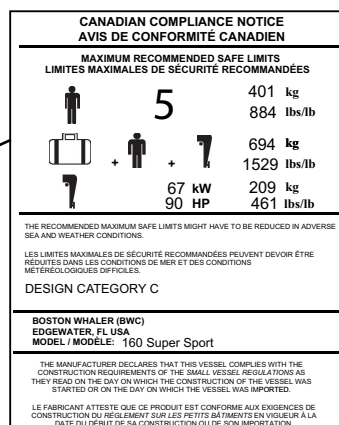 CANADIAN COMPLIANCE NOTICE
AVIS DE CONFORMITÉ CANADIEN
MAXIMUM RECOMMENDED SAFE LIMITS
LIMITES MAXIMALES DE SÉCURITÉ RECOMMANDÉES
5 401 kg
884 lbs/lb
+ + 694 kg
1529 lbs/lb
67 kW 209 kg
90 HP 461 lbs/lb
THE RECOMMENDED MAXIMUM SAFE LIMITS MIGHT HAVE TO BE REDUCED IN ADVERSE
SEA AND WEATHER CONDITIONS.
LES LIMITES MAXIMALES DE SÉCURITÉ RECOMMANDÉES PEUVENT DEVOIR ÊTRE
RÉDUITES DANS LES CONDITIONS DE MER ET DES CONDITIONS
MÉTÉREOLOGIQUES DIFFICILES.
DESIGN CATEGORY C
BOSTON WHALER (BWC)
EDGEWATER, FL USA
MODEL / MODÈLE: 160 Super Sport
THE MANUFACTURER DECLARES THAT THIS VESSEL COMPLIES WITH THE
CONSTRUCTION REQUIREMENTS OF THE SMALL VESSEL REGULATIONS AS
THEY READ ON THE DAY ON WHICH THE CONSTRUCTION OF THE VESSEL WAS
STARTED OR ON THE DAY ON WHICH THE VESSEL WAS IMPORTED.
LE FABRICANT ATTESTE QUE CE PRODUIT EST CONFORME AUX EXIGENCES DE
CONSTRUCTION DU RÈGLEMENT SUR LES PETITS BÂTIMENTS EN VIGUEUR À LA
DATE DU DÉBUT DE SA CONSTRUCTION OU DE SON IMPORTATION